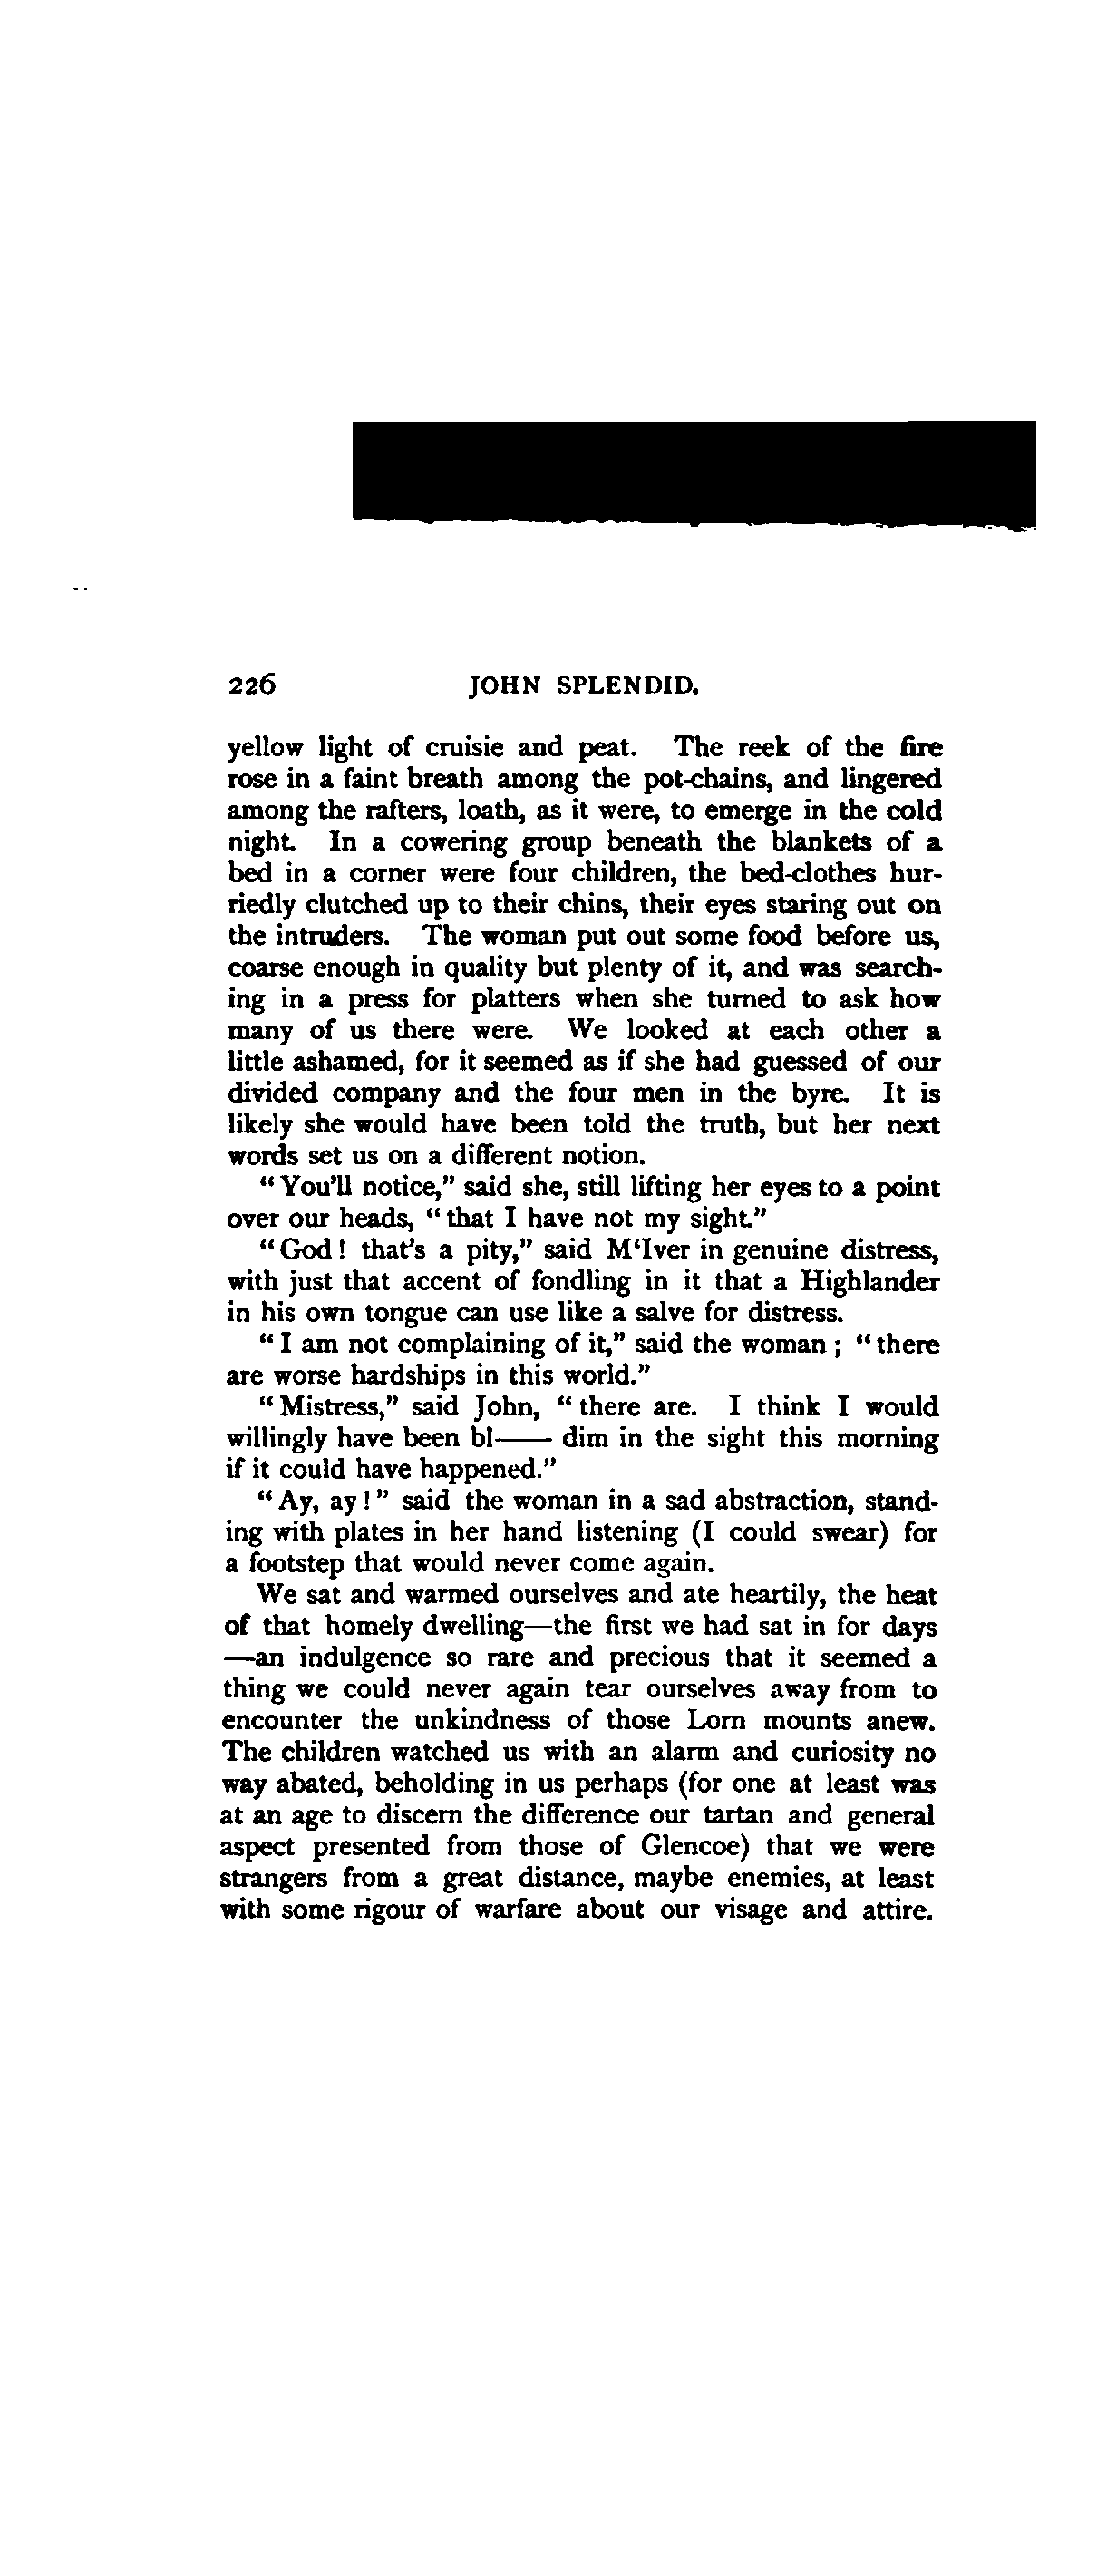 226 JOHN SPLENDID.
yellow light of cruisie and peat. The reek of the fire
rose in a faint breath among the pot-chains, and lingered
among the rafters, loath, as it were, to emerge in the cold
night. In a cowering group beneath the blankets of a
bed in a corner were four children, the bed-clothes hur-
riedly clutched up to their chins, their eyes staring out on
the intruders. The woman put out some food before us,
coarse enough in quality but plenty of it, and was search-
ing in a press for platters when she turned to ask how
many of us there were. We looked at each other a
little ashamed, for it seemed as if she had guessed of our
divided company and the four men in the byre. It is
likely she would have been told the truth, but her next
words set us on a different notion.
"You'll notice," said she, still lifting her eyes to a point
over our heads, "that I have not my sight."
"God! that's a pity," said M'Iver in genuine distress,
with just that accent of fondling in it that a Highlander
in his own tongue can use like a salve for distress.
"I am not complaining of it," said the woman; "there
are worse hardships in this world."
"Mistress," said John, "there are. I think I would
willingly have been bl—— dim in the sight this morning
if it could have happened."
"Ay, ay!" said the woman in a sad abstraction, stand-
ing with plates in her hand listening (I could swear) for
a footstep that would never come again.
We sat and warmed ourselves and ate heartily, the heat
of that homely dwelling—the first we had sat in for days
—an indulgence so rare and precious that it seemed a
thing we could never again tear ourselves away from to
encounter the unkindness of those Lorn mounts anew.
The children watched us with an alarm and curiosity no
way abated, beholding in us perhaps (for one at least was
at an age to discern the difference our tartan and general
aspect presented from those of Glencoe) that we were
strangers from a great distance, maybe enemies, at least
with some rigour of warfare about our visage and attire.